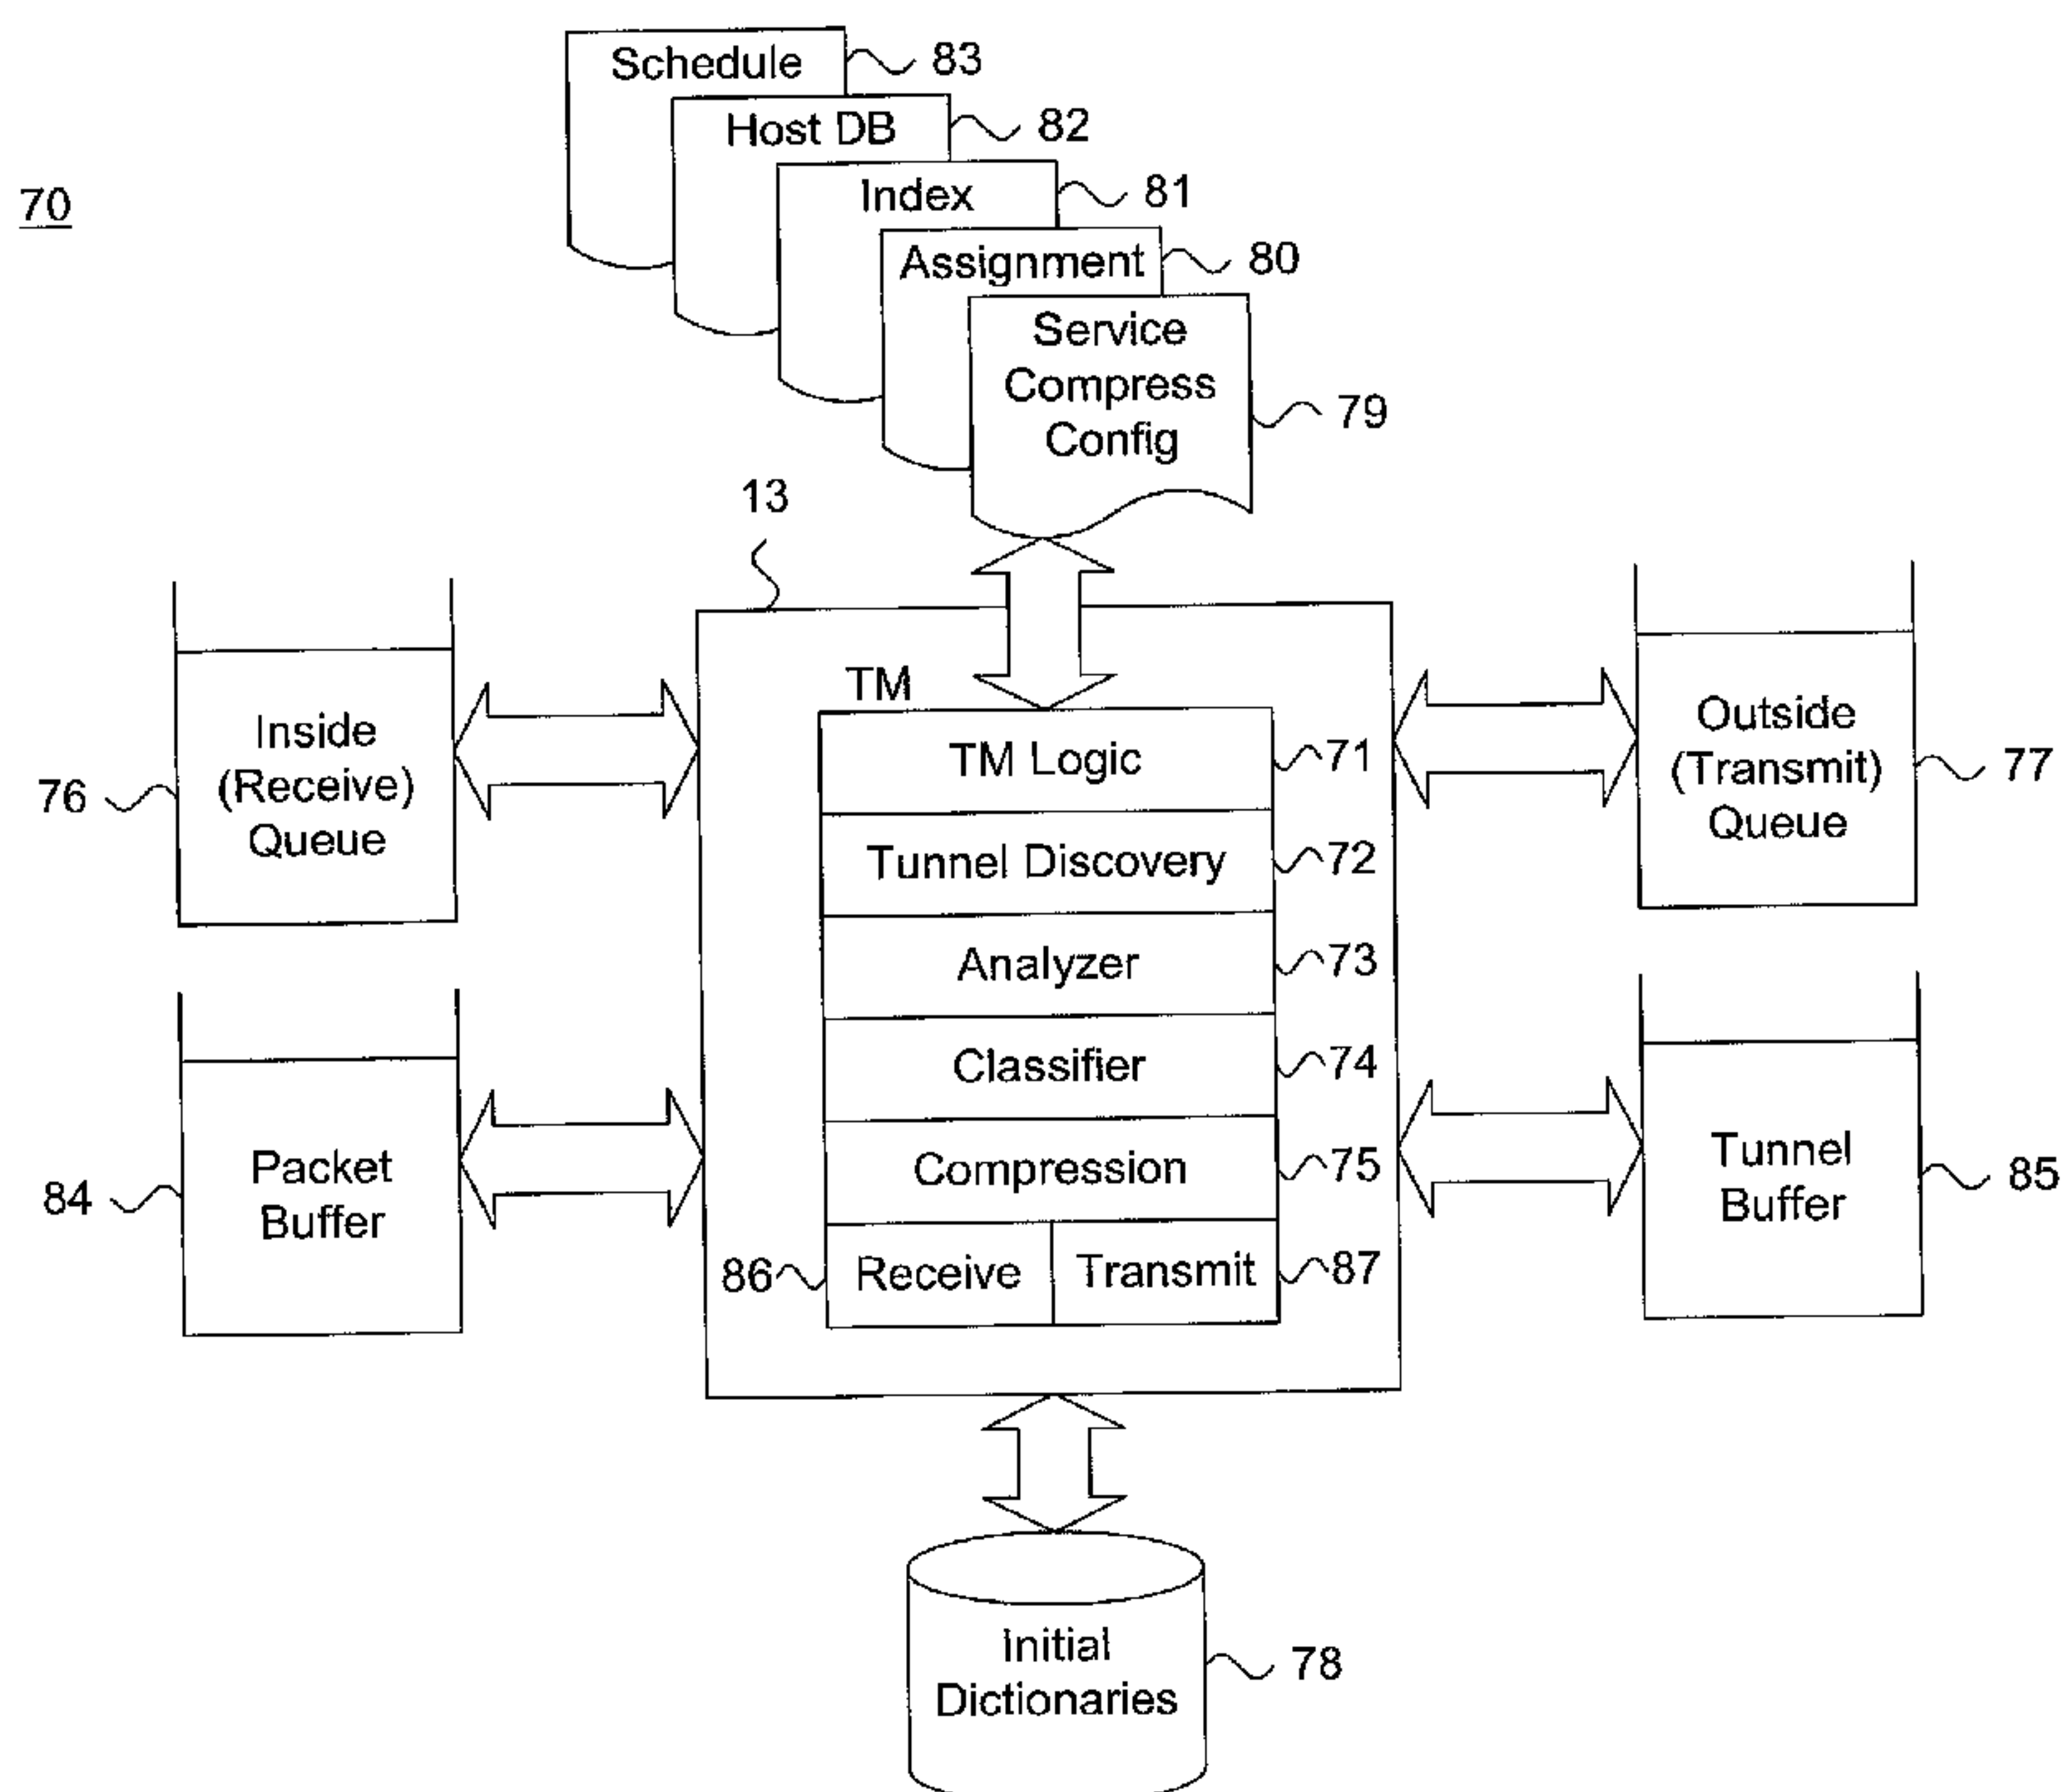 Schedule 83
Host DB 82
70
Index 81
Assignment 80
Service
Compress
Config
79
13
TM
Inside
(Receive)
Queue
76
TM Logic 71
Outside
(Transmit)
Queue
77
Tunnel Discovery 72
Analyzer 73
Classifier 74
Packet
Buffer
84
Compression 75
Tunnel
Buffer
85
86 Receive Transmit 87
Initial
Dictionaries
78